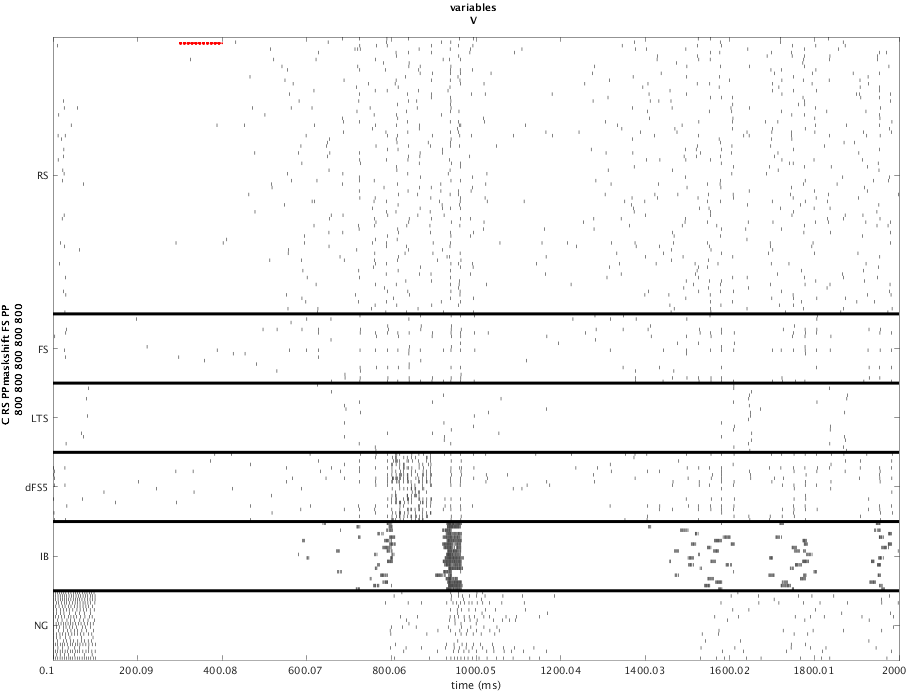 variables
V
C RS PPmaskshift FS PP
800 800 800 800 800 800
RS
FS
LTS
dFS5
IB
NG
0.1 200.09 400.08 600.07 800.06 1000.05 1200.04 1400.03 1600.02 1800.01 2000
time (ms)